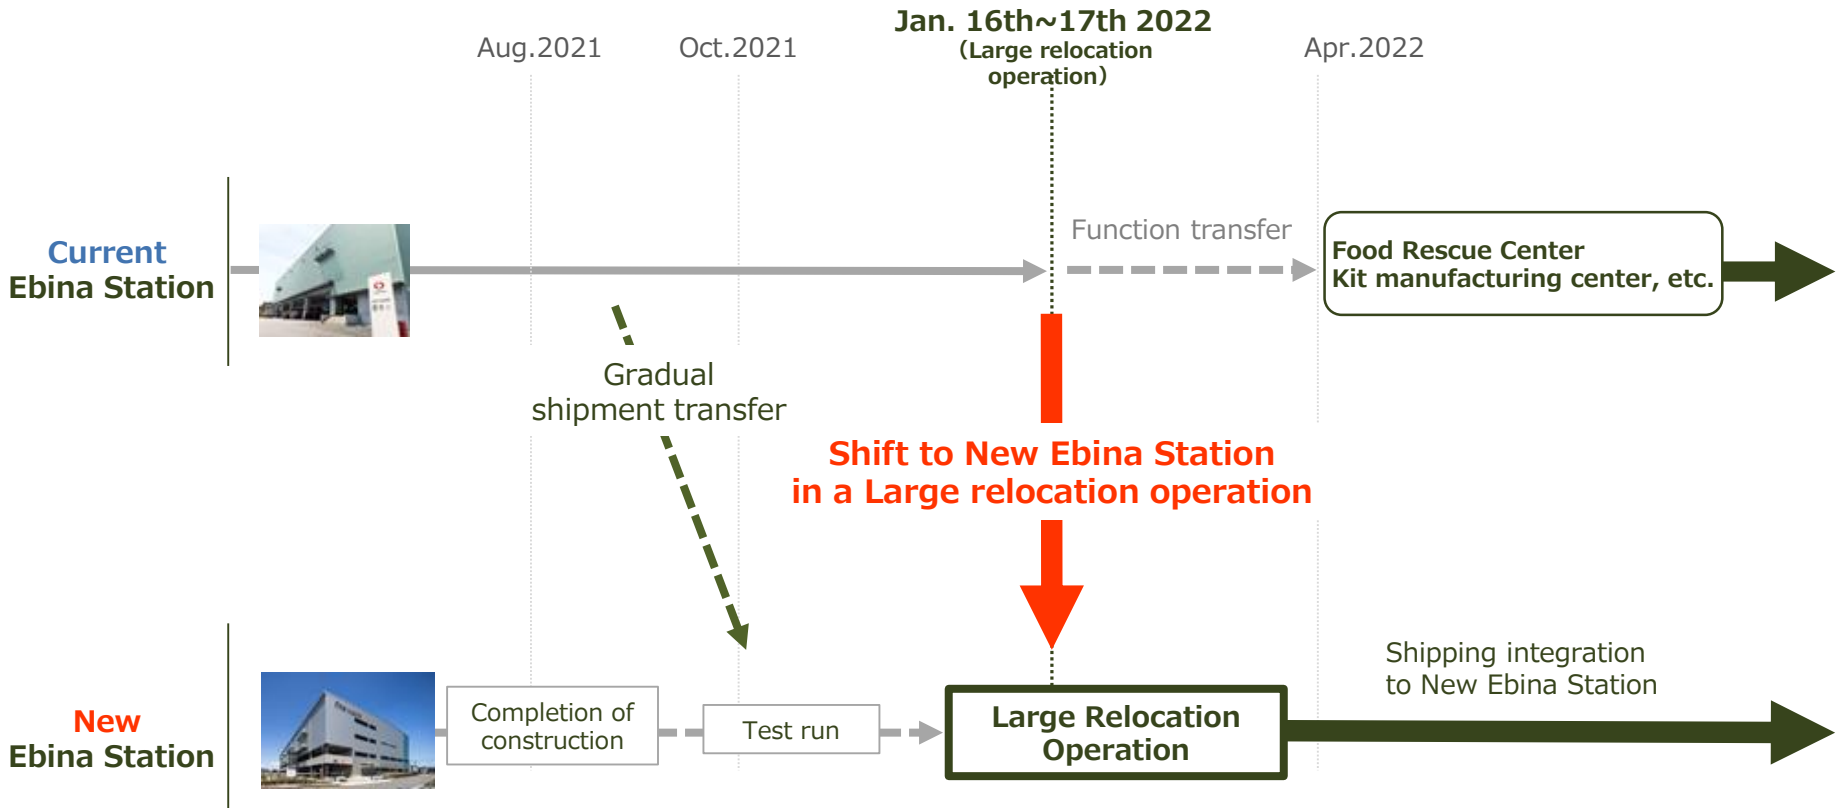 Aug.2021
Oct.2021
Jan. 16th~17th 2022
(Large relocation
operation)
Apr.2022
Current
Ebina Station
Function transfer
Food Rescue Center
Kit manufacturing center, etc.
Gradual
shipment transfer
Shift to New Ebina Station
in a Large relocation operation
New
Ebina Station
Completion of
construction
Test run
Large Relocation
Operation
Shipping integration
to New Ebina Station